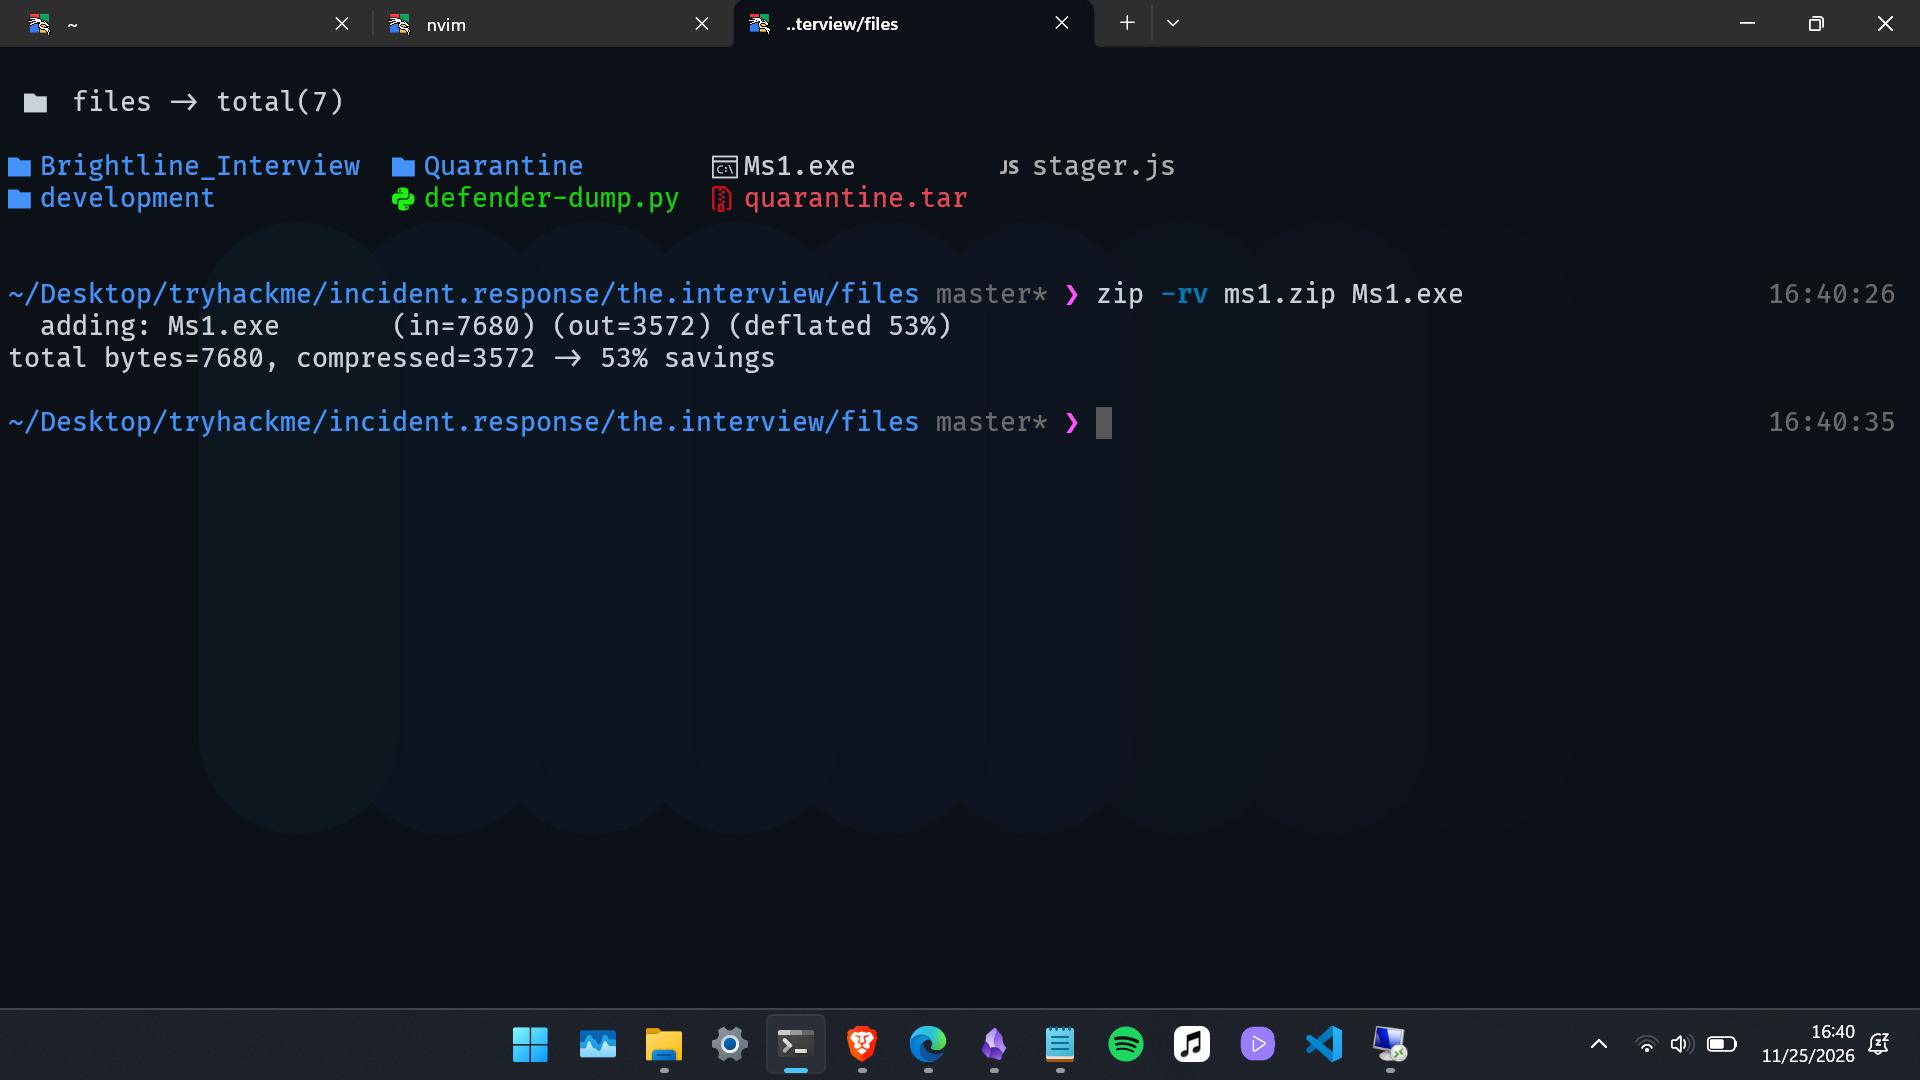 ~ nvim ..terview/files
files → total(7)
Brightline_Interview Quarantine Ms1.exe JS stager.js
development defender-dump.py quarantine.tar
~/Desktop/tryhackme/incident.response/the.interview/files master* ❯ zip -rv ms1.zip Ms1.exe 16:40:26
adding: Ms1.exe (in=7680) (out=3572) (deflated 53%)
total bytes=7680, compressed=3572 → 53% savings
~/Desktop/tryhackme/incident.response/the.interview/files master* ❯ 16:40:35
16:40
11/25/2026